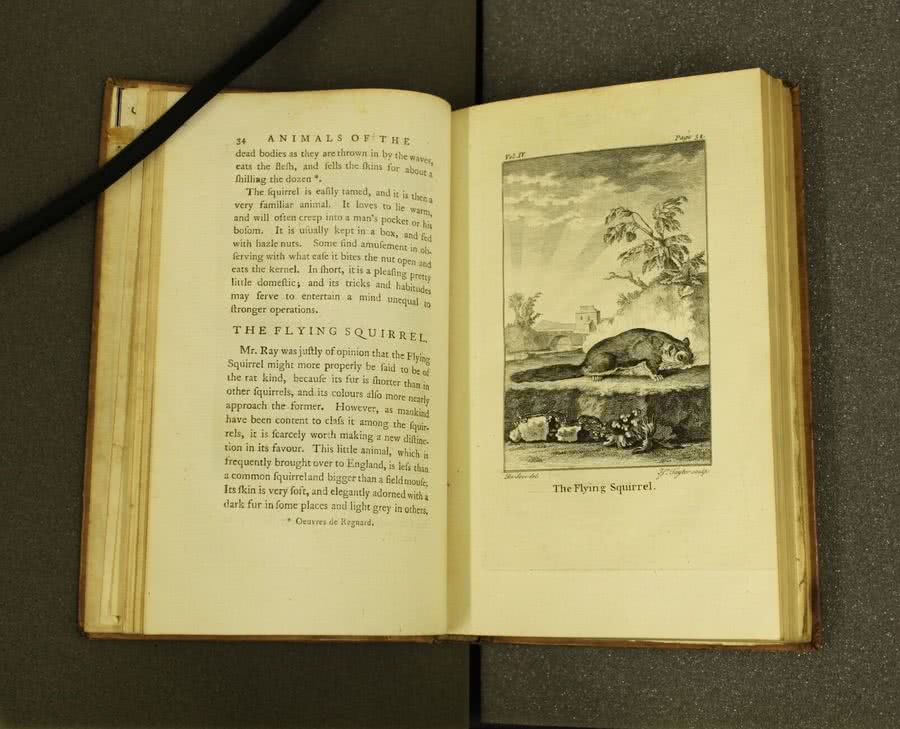 34 ANIMALS OF THE
dead bodies as they are thrown in by the waves,
eats the fleſh, and ſells the ſkins for about a
ſhilling the dozen *.
The ſquirrel is eaſily tamed, and it is then a
very familiar animal. It loves to lie warm,
and will often creep into a man's pocket or his
boſom. It is uſually kept in a box, and fed
with hazle nuts. Some find amuſement in ob-
ſerving with what eaſe it bites the nut open and
eats the kernel. In ſhort, it is a pleaſing pretty
little domeſtic; and its tricks and habitudes
may ſerve to entertain a mind unequal to
ſtronger operations.
THE FLYING SQUIRREL.
Mr. Ray was juſtly of opinion that the Flying
Squirrel might more properly be ſaid to be of
the rat kind, becauſe its fur is ſhorter than in
other ſquirrels, and its colours alſo more nearly
approach the former. However, as mankind
have been content to claſs it among the ſquir-
rels, it is ſcarcely worth making a new diſtinc-
tion in its favour. This little animal, which is
frequently brought over to England, is leſs than
a common ſquirrel and bigger than a field mouſe.
Its ſkin is very ſoft, and elegantly adorned with a
dark fur in ſome places and light grey in others.
* Oeuvres de Regnard.
Vol. IV. Page 34.
De Seve del. Taylor sculp.
The Flying Squirrel.